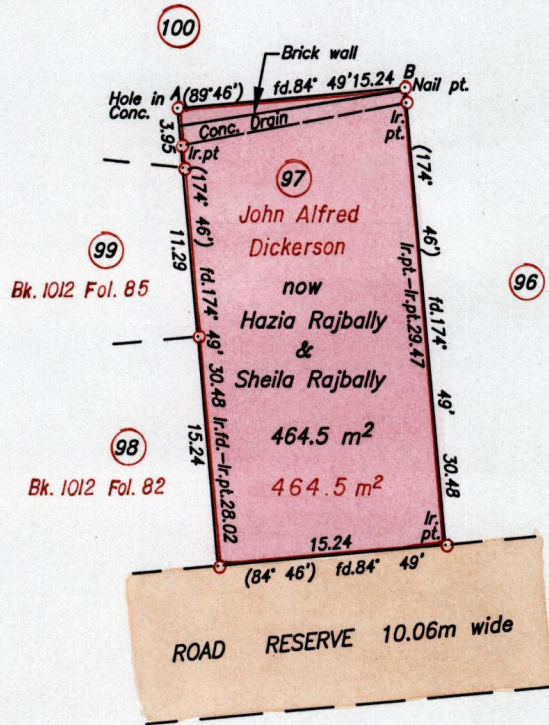 100
Brick wall
A (89°46') fd.84° 49' 15.24 B
Hole in Conc.
Nail pt.
3.95
Conc. Drain
Ir.pt
Ir. pt.
97
(174° 46') fd.174° 49' 30.48 Ir.fd.-Ir.pt.28.02
John Alfred
Dickerson
now
Hazia Rajbally
&
Sheila Rajbally
464.5 m²
464.5 m²
(174° 46') fd.174° 49' 30.48
Ir.pt.-Ir.pt.29.47
96
99
Bk. 1012 Fol. 85
11.29
98
Bk. 1012 Fol. 82
15.24
Ir. pt.
15.24
(84° 46') fd.84° 49'
ROAD RESERVE 10.06m wide